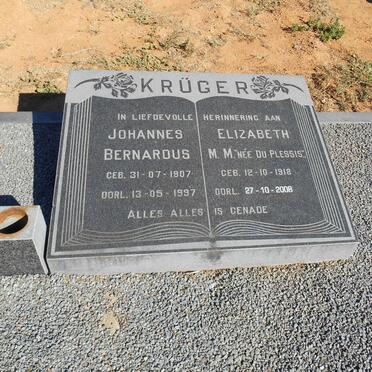 KRÜGER
IN LIEFDEVOLLE HERINNERING AAN
JOHANNES
BERNARDUS
GEB. 31-07-1907
OORL. 13-05-1997
ELIZABETH
M. M. "NÉE DU PLESSIS"
GEB. 12-10-1918
OORL. 27-10-2008
ALLES ALLES IS GENADE